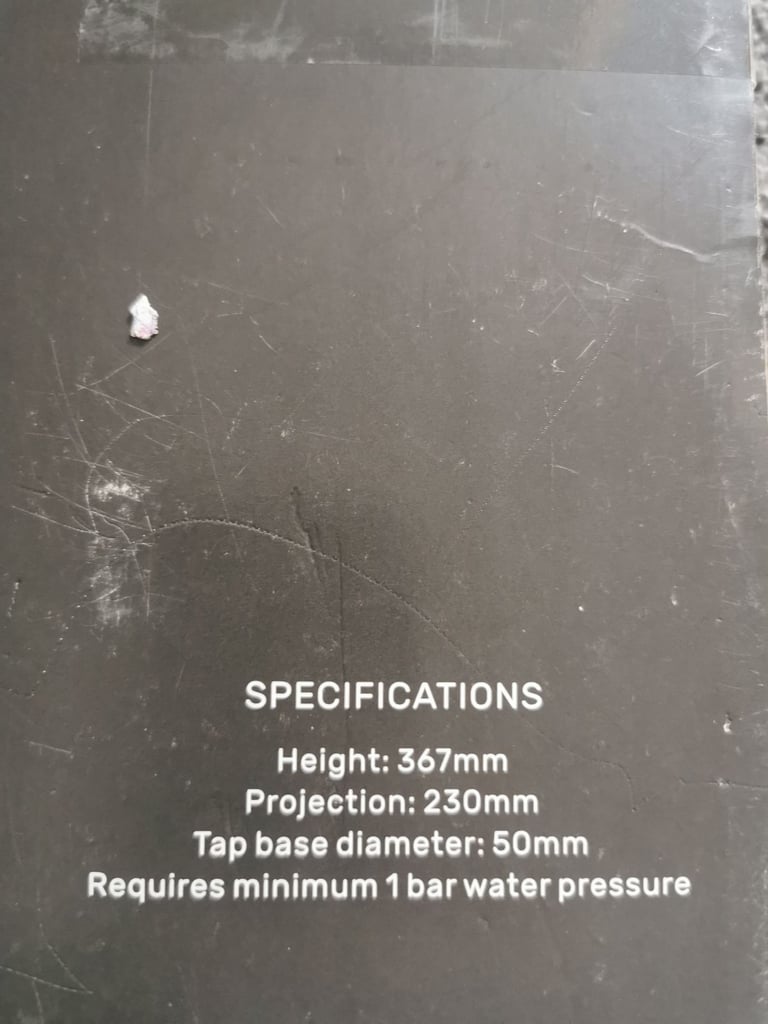 SPECIFICATIONS
Height: 367mm
Projection: 230mm
Tap base diameter: 50mm
Requires minimum 1 bar water pressure